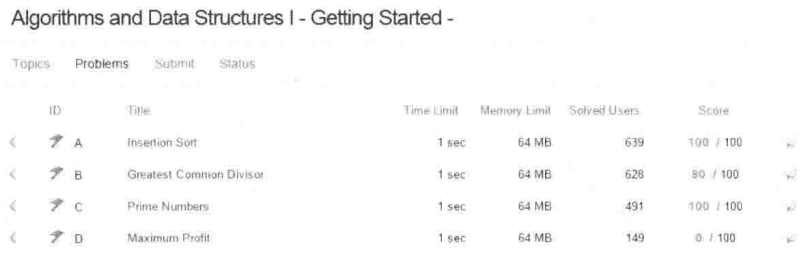 Algorithms and Data Structures I - Getting Started -
Topics Problems Submit Status
ID Title Time Limit Memory Limit Solved Users Score
A Insertion Sort 1 sec 64 MB 639 100 / 100
B Greatest Common Divisor 1 sec 64 MB 628 80 / 100
C Prime Numbers 1 sec 64 MB 491 100 / 100
D Maximum Profit 1 sec 64 MB 149 0 / 100